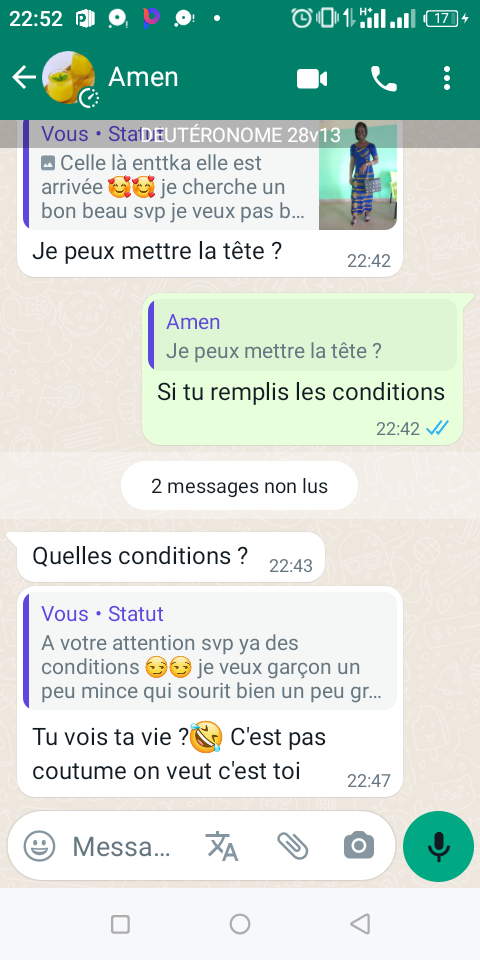 22:52
H+
17
Amen
DEUTÉRONOME 28v13
Vous • Statut
Celle là enttka elle est
arrivée 🥰🥰 je cherche un
bon beau svp je veux pas b...
Je peux mettre la tête ?
22:42
Amen
Je peux mettre la tête ?
Si tu remplis les conditions
22:42
2 messages non lus
Quelles conditions ?
22:43
Vous • Statut
A votre attention svp ya des
conditions 😏😏 je veux garçon un
peu mince qui sourit bien un peu gr...
Tu vois ta vie ?🤣 C'est pas
coutume on veut c'est toi
22:47
Messa...